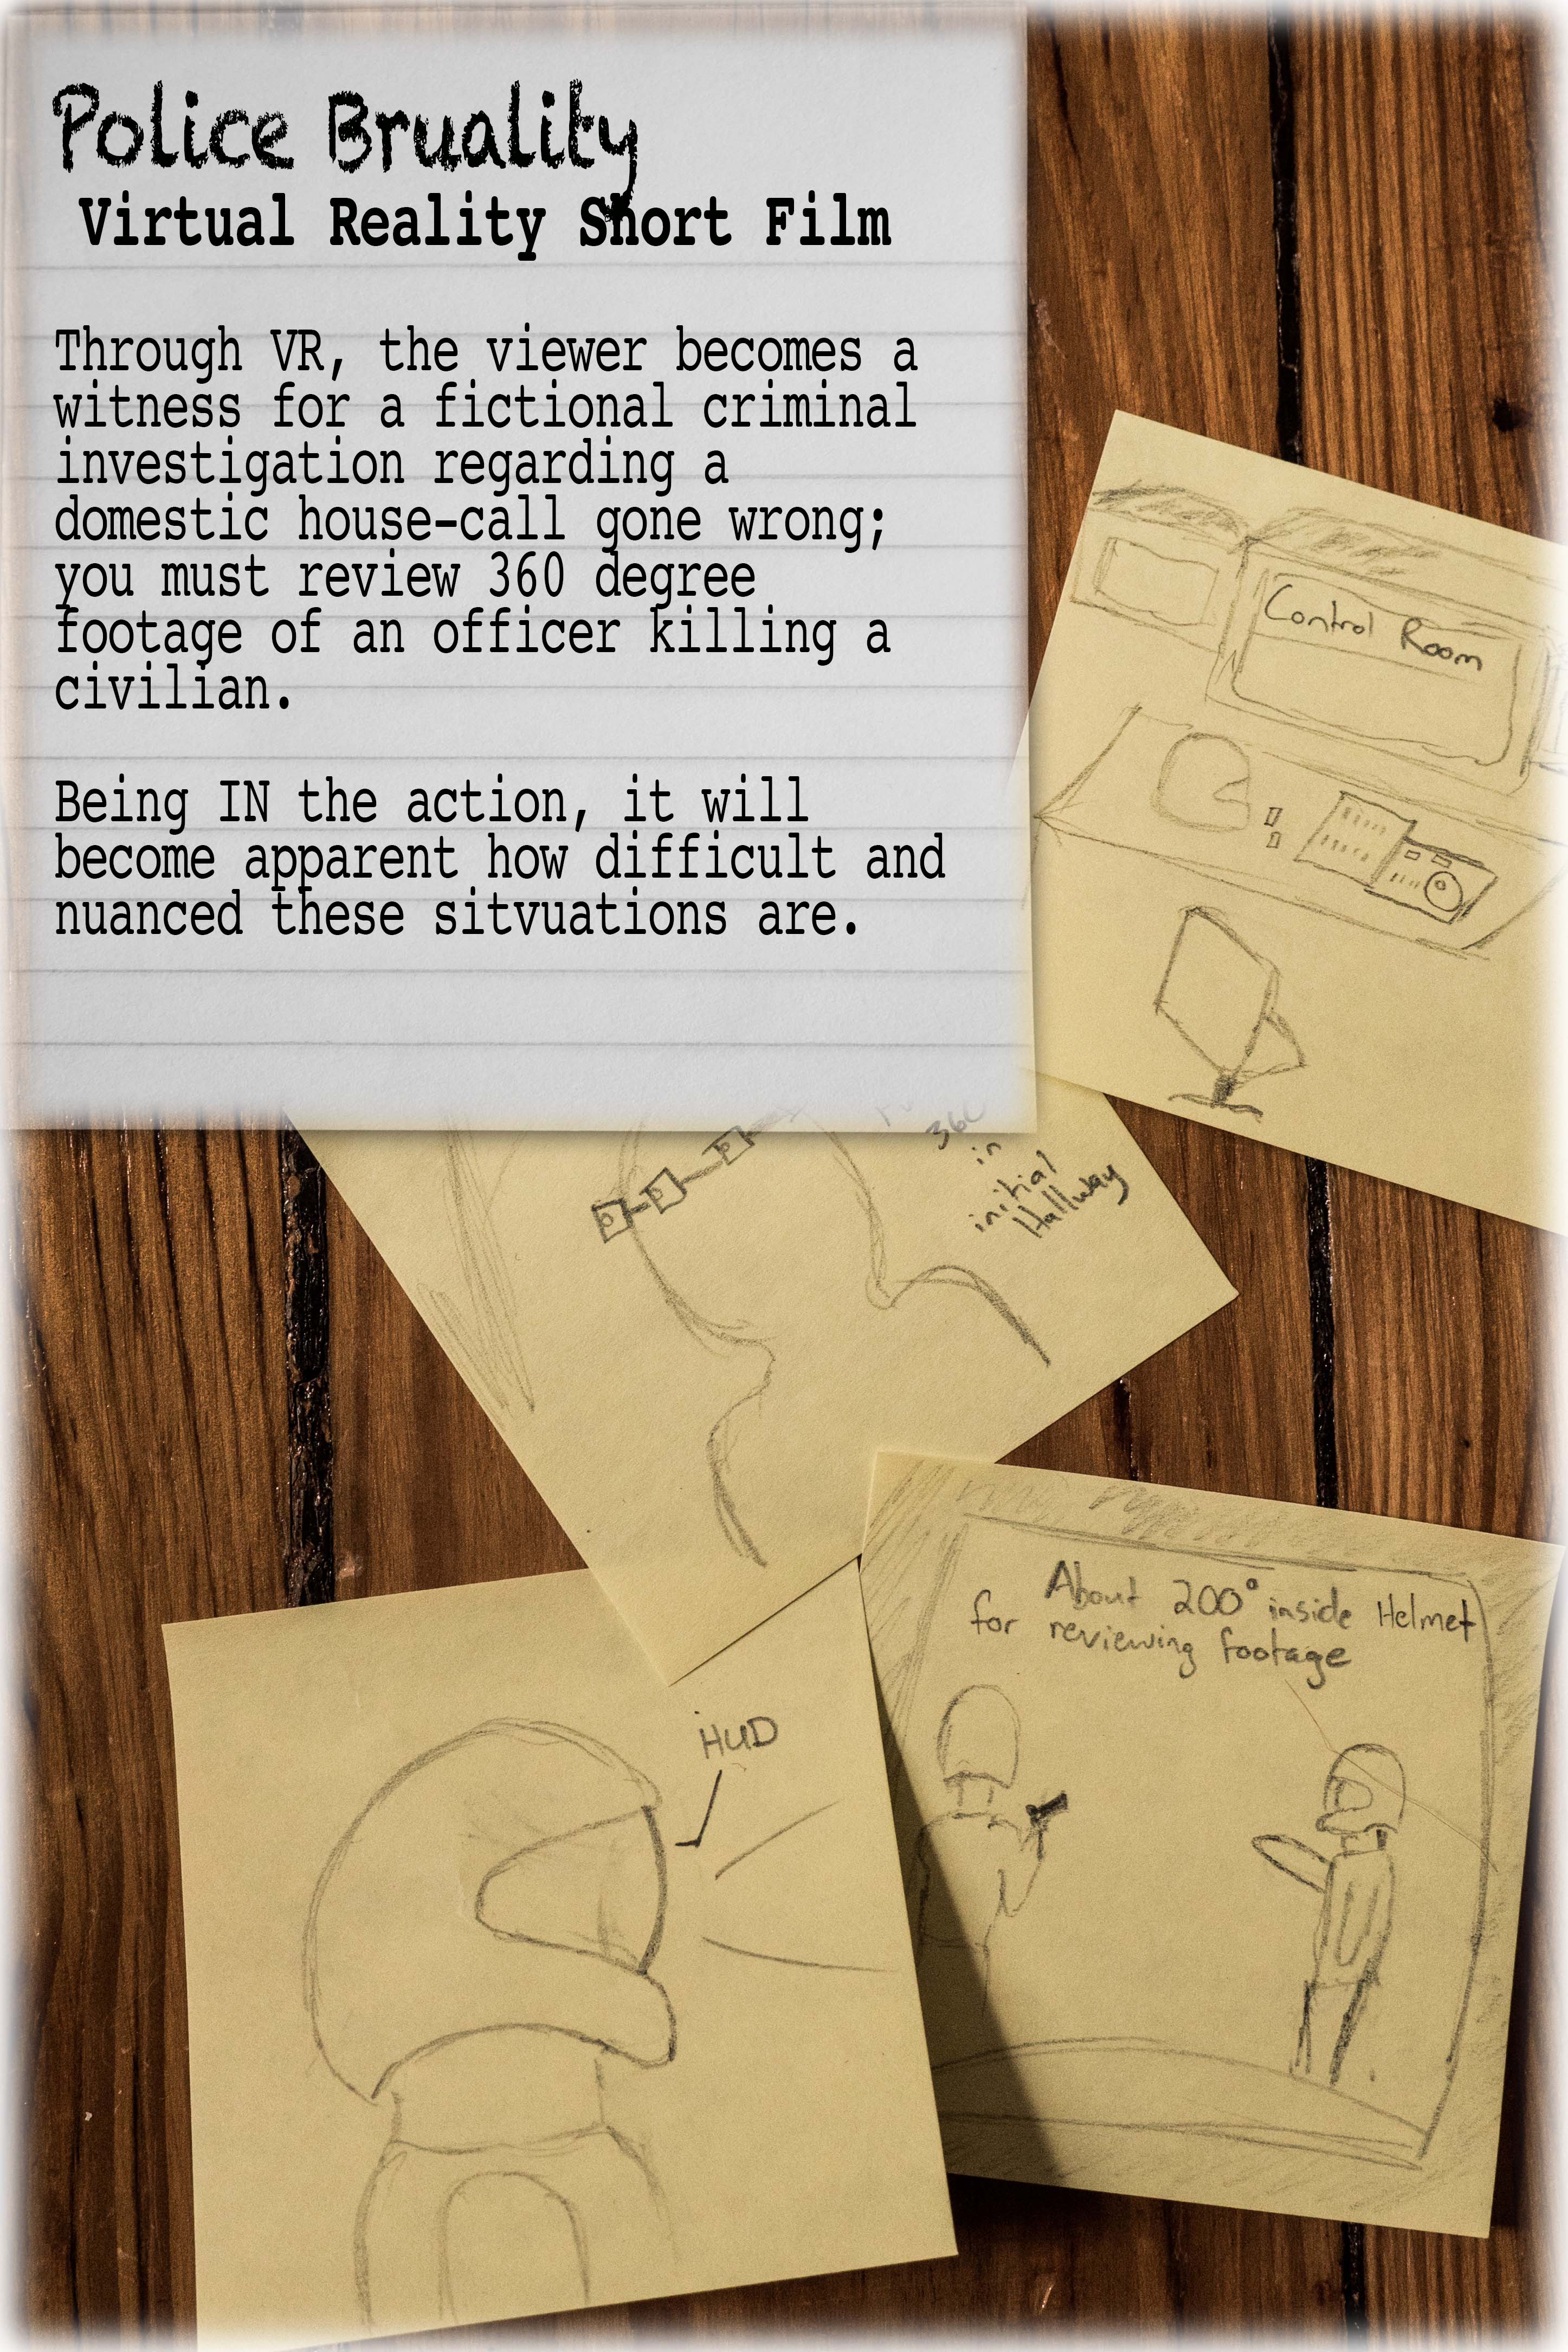 Police Bruality
Virtual Reality Short Film
Through VR, the viewer becomes a
witness for a fictional criminal
investigation regarding a
domestic house-call gone wrong;
you must review 360 degree
footage of an officer killing a
civilian.
Being IN the action, it will
become apparent how difficult and
nuanced these sitvuations are.
Control Room
360
in
initial
Hallway
About 200° inside Helmet
for reviewing footage
HUD